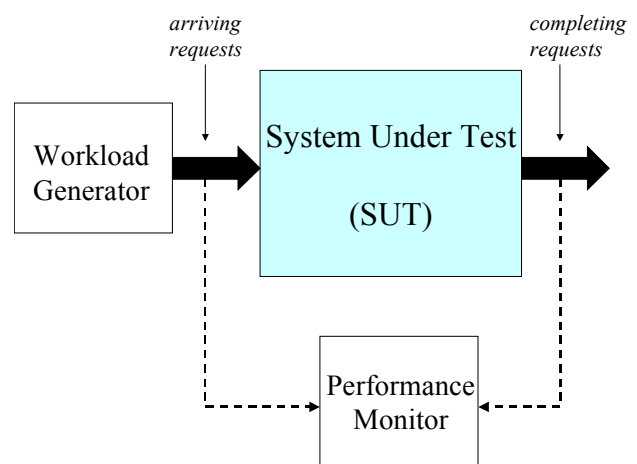 arriving
requests
completing
requests
Workload
Generator
System Under Test
(SUT)
Performance
Monitor